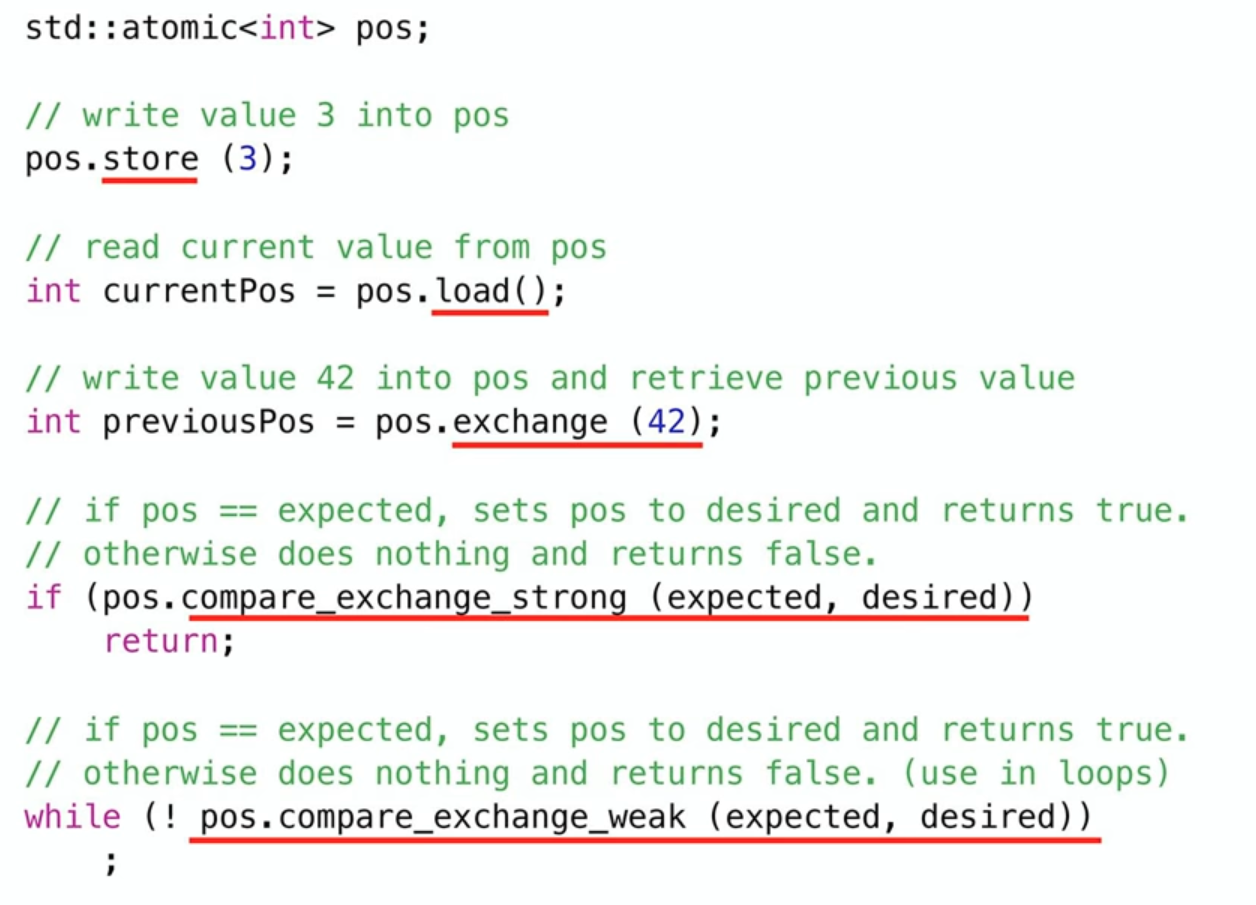 std::atomic<int> pos;
// write value 3 into pos
pos.store (3);
// read current value from pos
int currentPos = pos.load();
// write value 42 into pos and retrieve previous value
int previousPos = pos.exchange (42);
// if pos == expected, sets pos to desired and returns true.
// otherwise does nothing and returns false.
if (pos.compare_exchange_strong (expected, desired))
    return;
// if pos == expected, sets pos to desired and returns true.
// otherwise does nothing and returns false. (use in loops)
while (! pos.compare_exchange_weak (expected, desired))
    ;